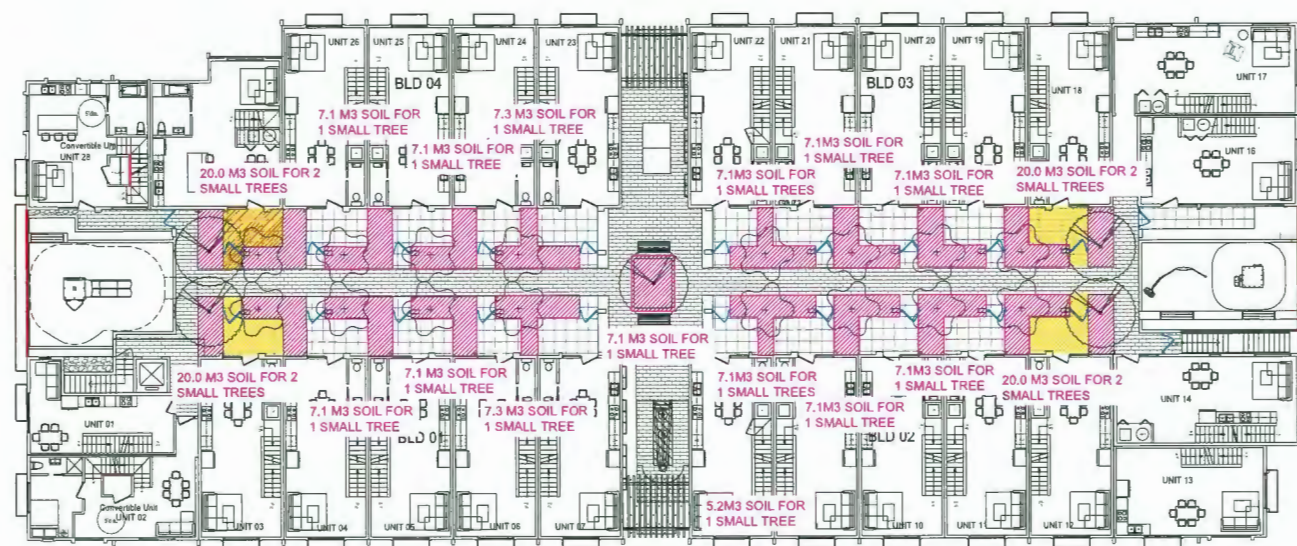 UNIT 26
UNIT 25
UNIT 24
UNIT 23
UNIT 22
UNIT 21
UNIT 20
UNIT 19
UNIT 18
UNIT 17
BLD 04
BLD 03
7.1 M3 SOIL FOR
1 SMALL TREE
7.3 M3 SOIL FOR
1 SMALL TREE
7.1 M3 SOIL FOR
1 SMALL TREE
7.1M3 SOIL FOR
1 SMALL TREE
Convertible Unit
UNIT 28
UNIT 16
20.0 M3 SOIL FOR 2
SMALL TREES
7.1M3 SOIL FOR
1 SMALL TREES
7.1M3 SOIL FOR
1 SMALL TREE
20.0 M3 SOIL FOR 2
SMALL TREES
7.1 M3 SOIL FOR
1 SMALL TREE
20.0 M3 SOIL FOR 2
SMALL TREES
7.1 M3 SOIL FOR
1 SMALL TREE
7.1M3 SOIL FOR
1 SMALL TREES
7.1M3 SOIL FOR
1 SMALL TREE
20.0 M3 SOIL FOR 2
SMALL TREES
7.1 M3 SOIL FOR
1 SMALL TREE
7.3 M3 SOIL FOR
1 SMALL TREE
7.1M3 SOIL FOR
1 SMALL TREE
UNIT 01
UNIT 14
BLD 01
BLD 02
UNIT 13
Convertible Unit
UNIT 02
5.2M3 SOIL FOR
1 SMALL TREE
UNIT 03
UNIT 04
UNIT 05
UNIT 06
UNIT 07
UNIT 10
UNIT 11
UNIT 12